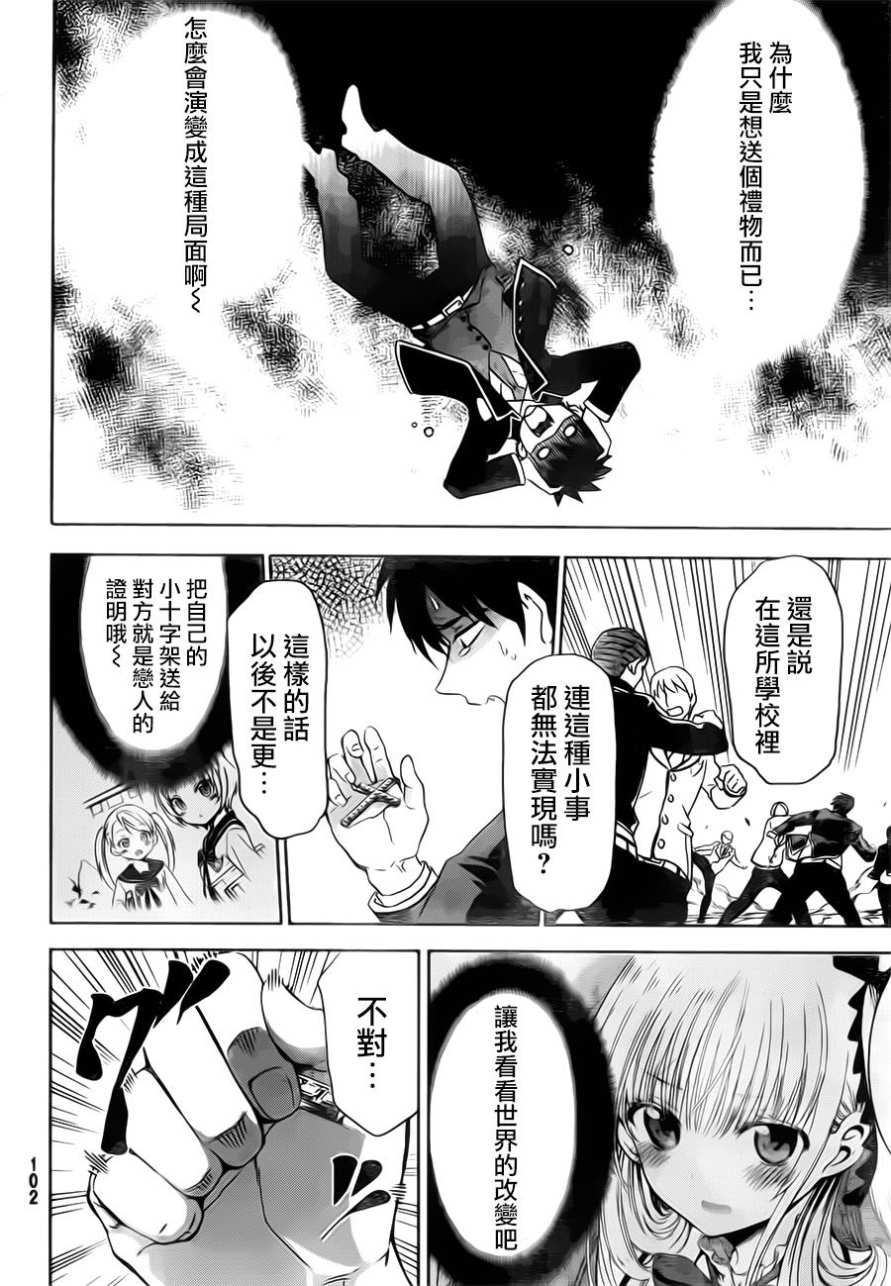 為什麼
我只是想送個禮物而已…
怎麼會演變成這種局面啊～
還是說
在這所學校裡
連這種小事
都無法實現嗎？
這樣的話
以後不是更…
把自己的
小十字架送給
對方就是戀人的
證明哦～
讓我看看世界的改變吧
不對…
グッ
102